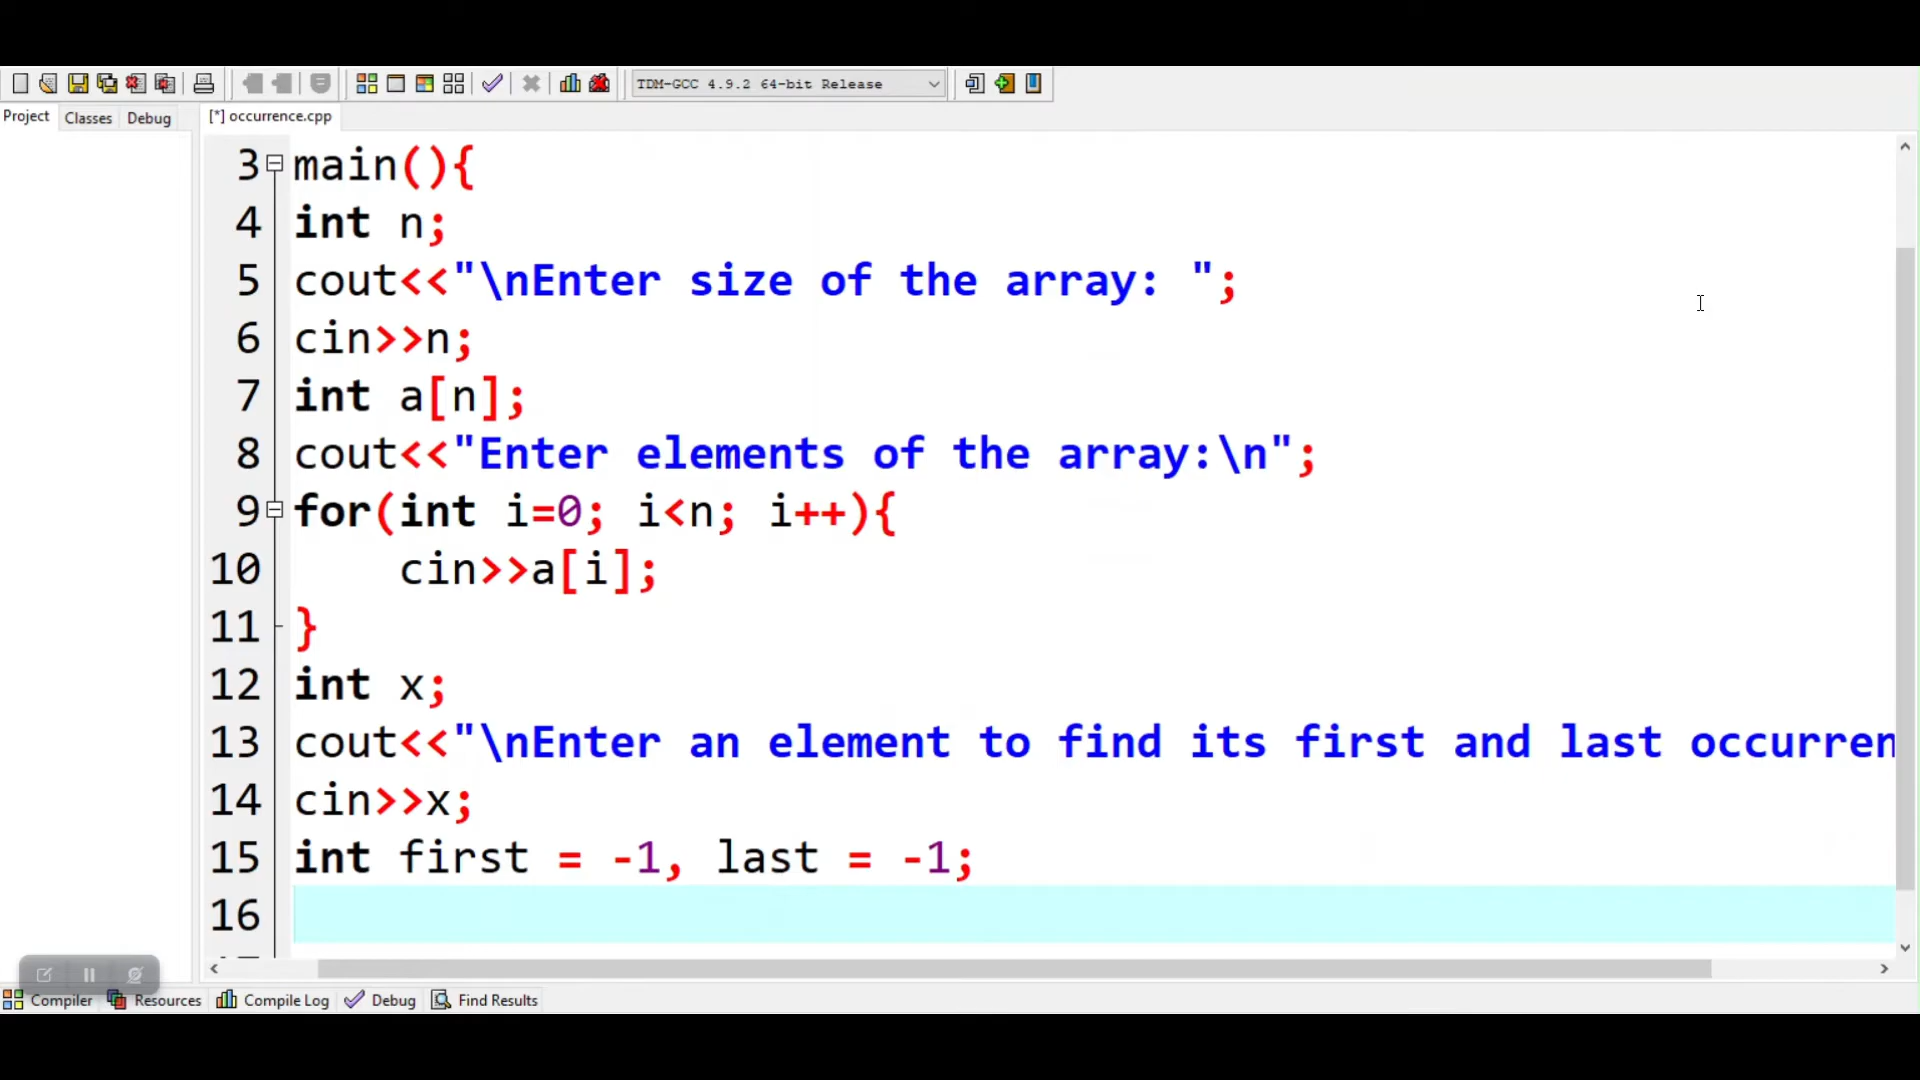 TDM-GCC 4.9.2 64-bit Release
Project Classes Debug
[*] occurrence.cpp
3 main(){
4 int n;
5 cout<<"\nEnter size of the array: ";
6 cin>>n;
7 int a[n];
8 cout<<"Enter elements of the array:\n";
9 for(int i=0; i<n; i++){
10 cin>>a[i];
11 }
12 int x;
13 cout<<"\nEnter an element to find its first and last occurren
14 cin>>x;
15 int first = -1, last = -1;
16
Compiler Resources Compile Log Debug Find Results